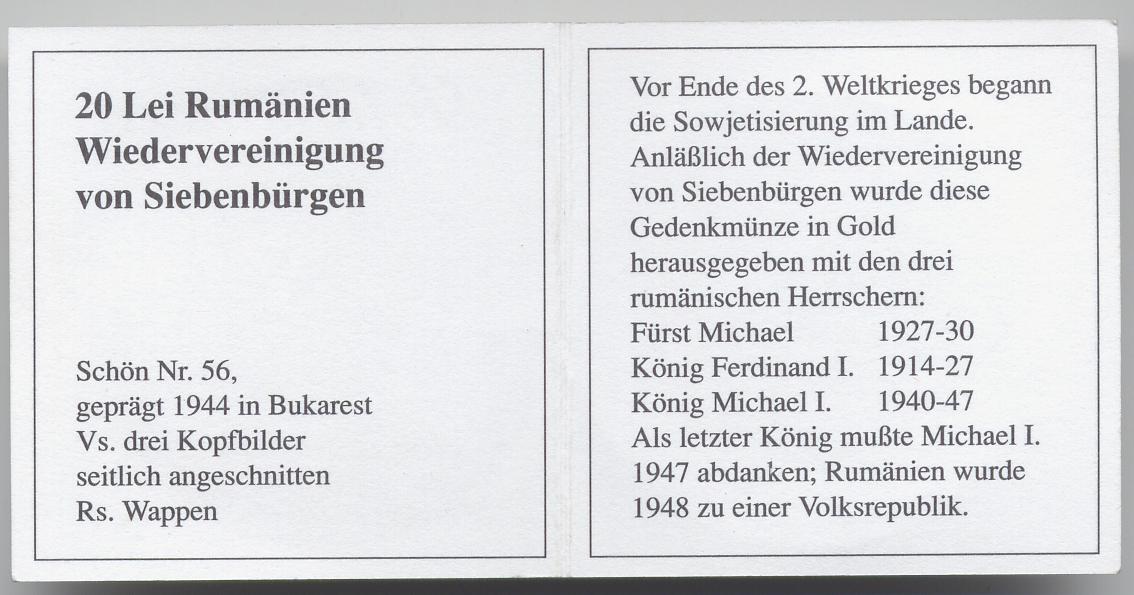 20 Lei Rumänien
Wiedervereinigung
von Siebenbürgen
Schön Nr. 56,
geprägt 1944 in Bukarest
Vs. drei Kopfbilder
seitlich angeschnitten
Rs. Wappen
Vor Ende des 2. Weltkrieges begann
die Sowjetisierung im Lande.
Anläßlich der Wiedervereinigung
von Siebenbürgen wurde diese
Gedenkmünze in Gold
herausgegeben mit den drei
rumänischen Herrschern:
Fürst Michael 1927-30
König Ferdinand I. 1914-27
König Michael I. 1940-47
Als letzter König mußte Michael I.
1947 abdanken; Rumänien wurde
1948 zu einer Volksrepublik.